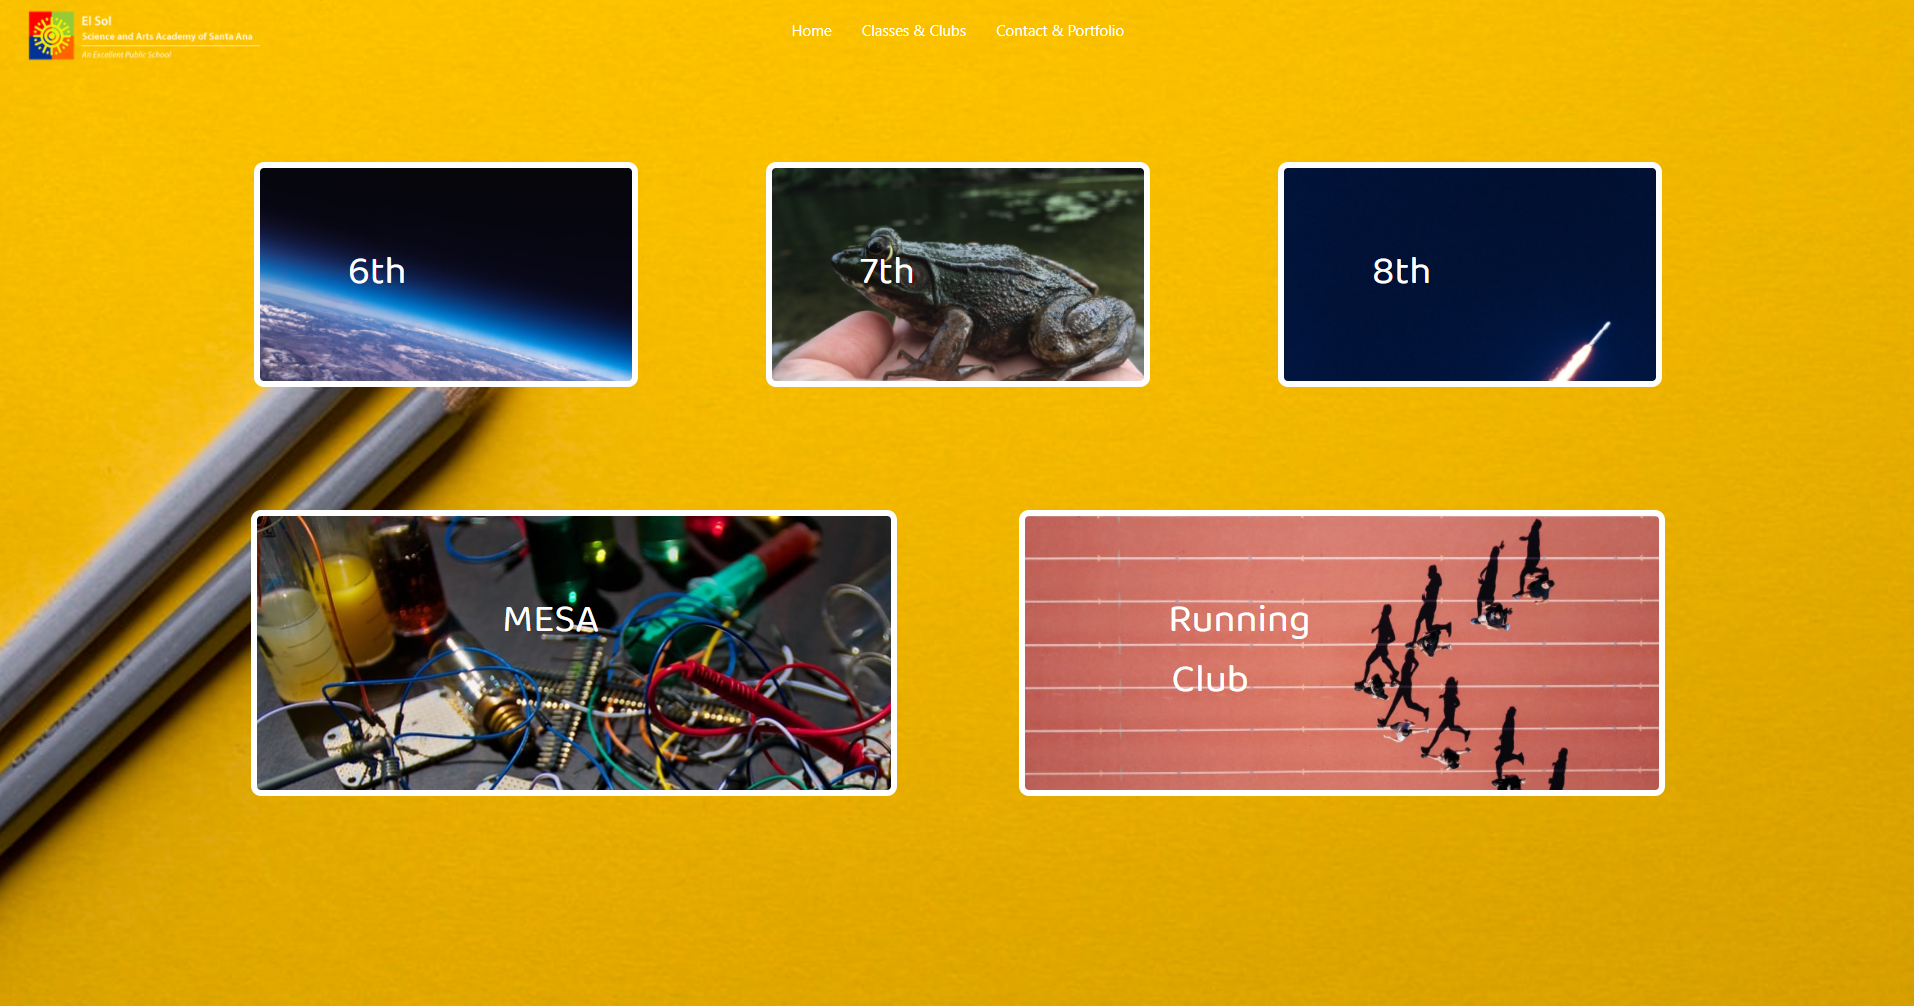 El Sol
Science and Arts Academy of Santa Ana
An Excellent Public School
Home
Classes & Clubs
Contact & Portfolio
6th
7th
8th
MESA
Running
Club